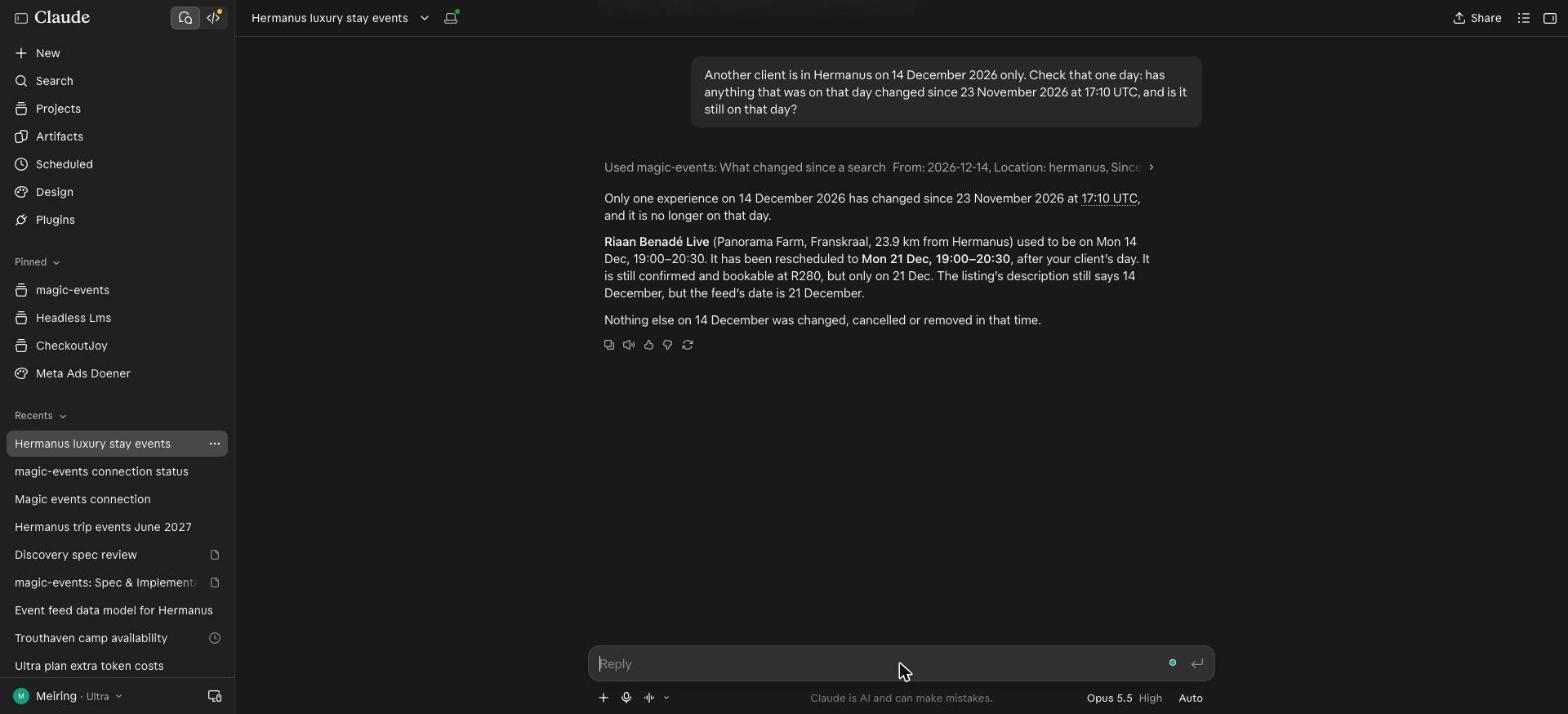 Claude
New
Search
Projects
Artifacts
Scheduled
Design
Plugins
Pinned
magic-events
Headless Lms
CheckoutJoy
Meta Ads Doener
Recents
Hermanus luxury stay events
magic-events connection status
Magic events connection
Hermanus trip events June 2027
Discovery spec review
magic-events: Spec & Implementa
Event feed data model for Hermanus
Trouthaven camp availability
Ultra plan extra token costs
M Meiring · Ultra
Hermanus luxury stay events
Share
Another client is in Hermanus on 14 December 2026 only. Check that one day: has
anything that was on that day changed since 23 November 2026 at 17:10 UTC, and is it
still on that day?
Used magic-events: What changed since a search From: 2026-12-14, Location: hermanus, Since
Only one experience on 14 December 2026 has changed since 23 November 2026 at 17:10 UTC,
and it is no longer on that day.
Riaan Benadé Live (Panorama Farm, Franskraal, 23.9 km from Hermanus) used to be on Mon 14
Dec, 19:00–20:30. It has been rescheduled to Mon 21 Dec, 19:00–20:30, after your client's day. It
is still confirmed and bookable at R280, but only on 21 Dec. The listing's description still says 14
December, but the feed's date is 21 December.
Nothing else on 14 December was changed, cancelled or removed in that time.
Reply
Claude is AI and can make mistakes.
Opus 5.5 High Auto